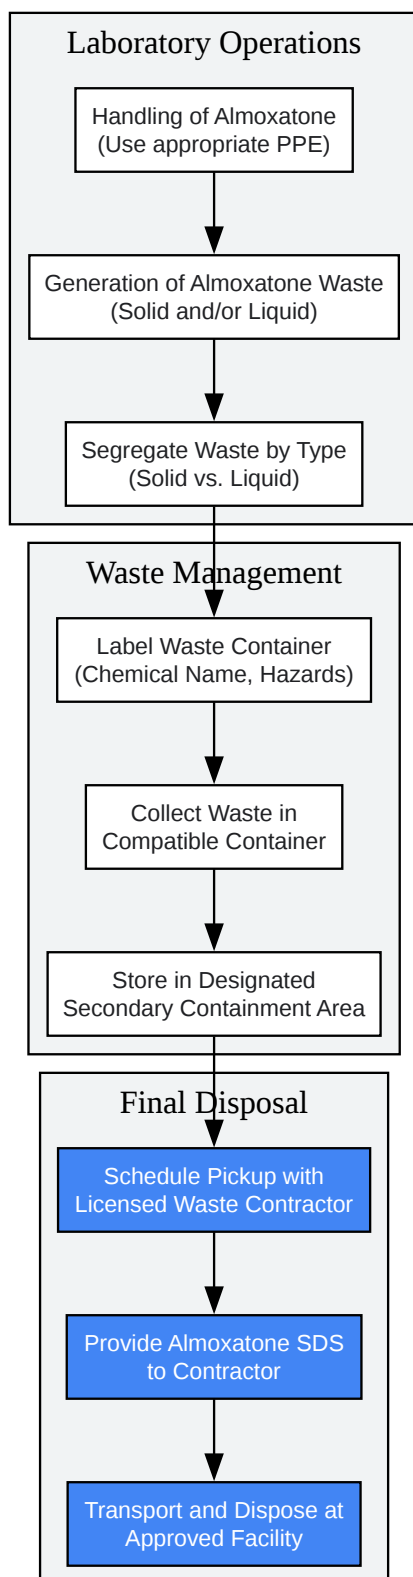 Laboratory Operations
Handling of Almoxatone
(Use appropriate PPE)
Generation of Almoxatone Waste
(Solid and/or Liquid)
Segregate Waste by Type
(Solid vs. Liquid)
Waste Management
Label Waste Container
(Chemical Name, Hazards)
Collect Waste in
Compatible Container
Store in Designated
Secondary Containment Area
Final Disposal
Schedule Pickup with
Licensed Waste Contractor
Provide Almoxatone SDS
to Contractor
Transport and Dispose at
Approved Facility